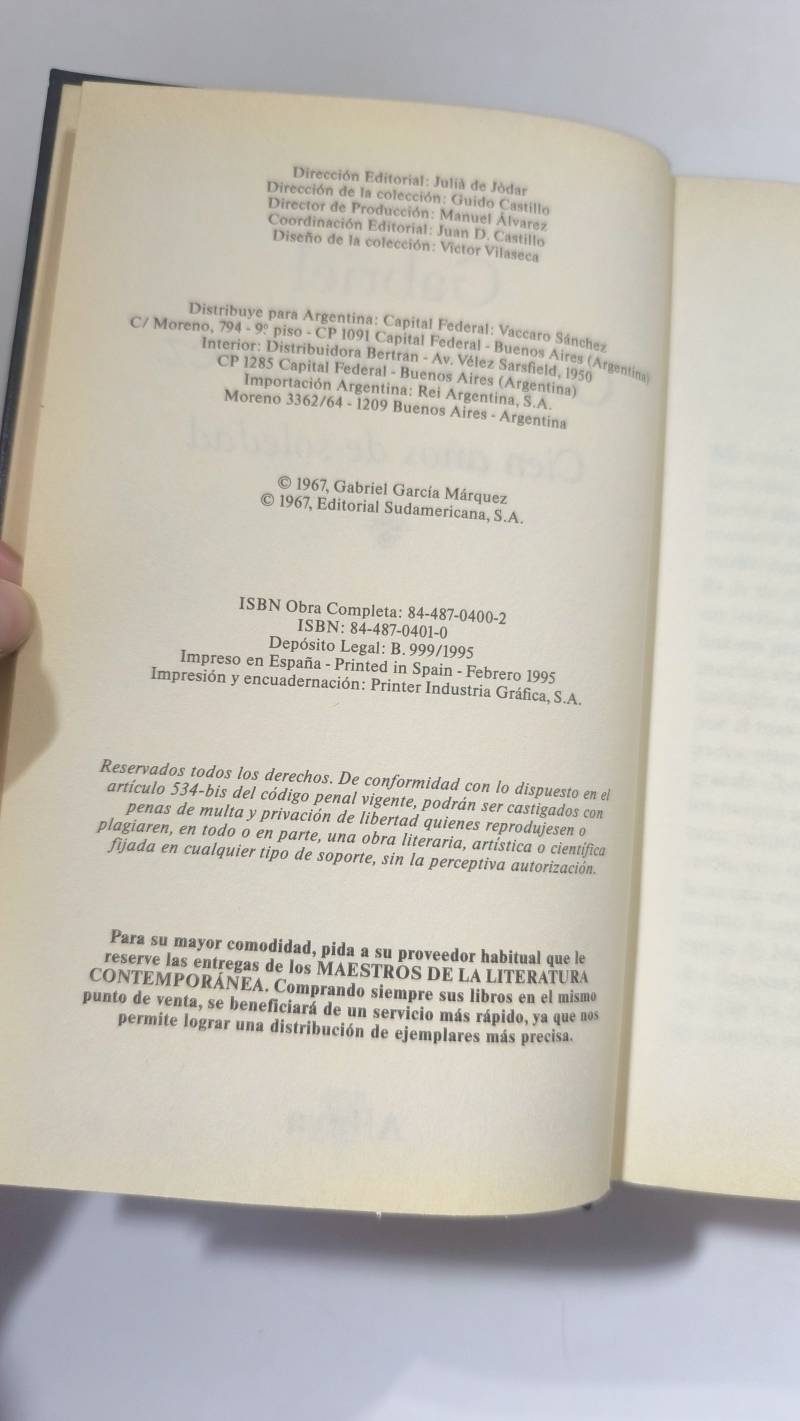 Dirección Editorial: Julià de Jòdar
Dirección de la colección: Guido Castillo
Director de Producción: Manuel Álvarez
Coordinación Editorial: Juan D. Castillo
Diseño de la colección: Víctor Vilaseca
Distribuye para Argentina: Capital Federal: Vaccaro Sánchez
C/ Moreno, 794 - 9.º piso - CP 1091 Capital Federal - Buenos Aires (Argentina)
Interior: Distribuidora Bertrán - Av. Vélez Sarsfield, 1950
CP 1285 Capital Federal - Buenos Aires (Argentina)
Importación Argentina: Rei Argentina, S.A.
Moreno 3362/64 - 1209 Buenos Aires - Argentina
© 1967, Gabriel García Márquez
© 1967, Editorial Sudamericana, S.A.
ISBN Obra Completa: 84-487-0400-2
ISBN: 84-487-0401-0
Depósito Legal: B. 999/1995
Impreso en España - Printed in Spain - Febrero 1995
Impresión y encuadernación: Printer Industria Gráfica, S.A.
Reservados todos los derechos. De conformidad con lo dispuesto en el
artículo 534-bis del código penal vigente, podrán ser castigados con
penas de multa y privación de libertad quienes reprodujesen o
plagiaren, en todo o en parte, una obra literaria, artística o científica
fijada en cualquier tipo de soporte, sin la perceptiva autorización.
Para su mayor comodidad, pida a su proveedor habitual que le
reserve las entregas de los MAESTROS DE LA LITERATURA
CONTEMPORÁNEA. Comprando siempre sus libros en el mismo
punto de venta, se beneficiará de un servicio más rápido, ya que nos
permite lograr una distribución de ejemplares más precisa.